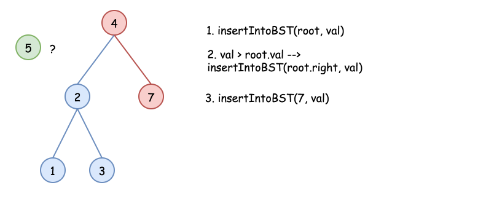 4
1. insertIntoBST(root, val)
5 ?
2. val > root.val -->
insertIntoBST(root.right, val)
2
7
3. insertIntoBST(7, val)
1
3